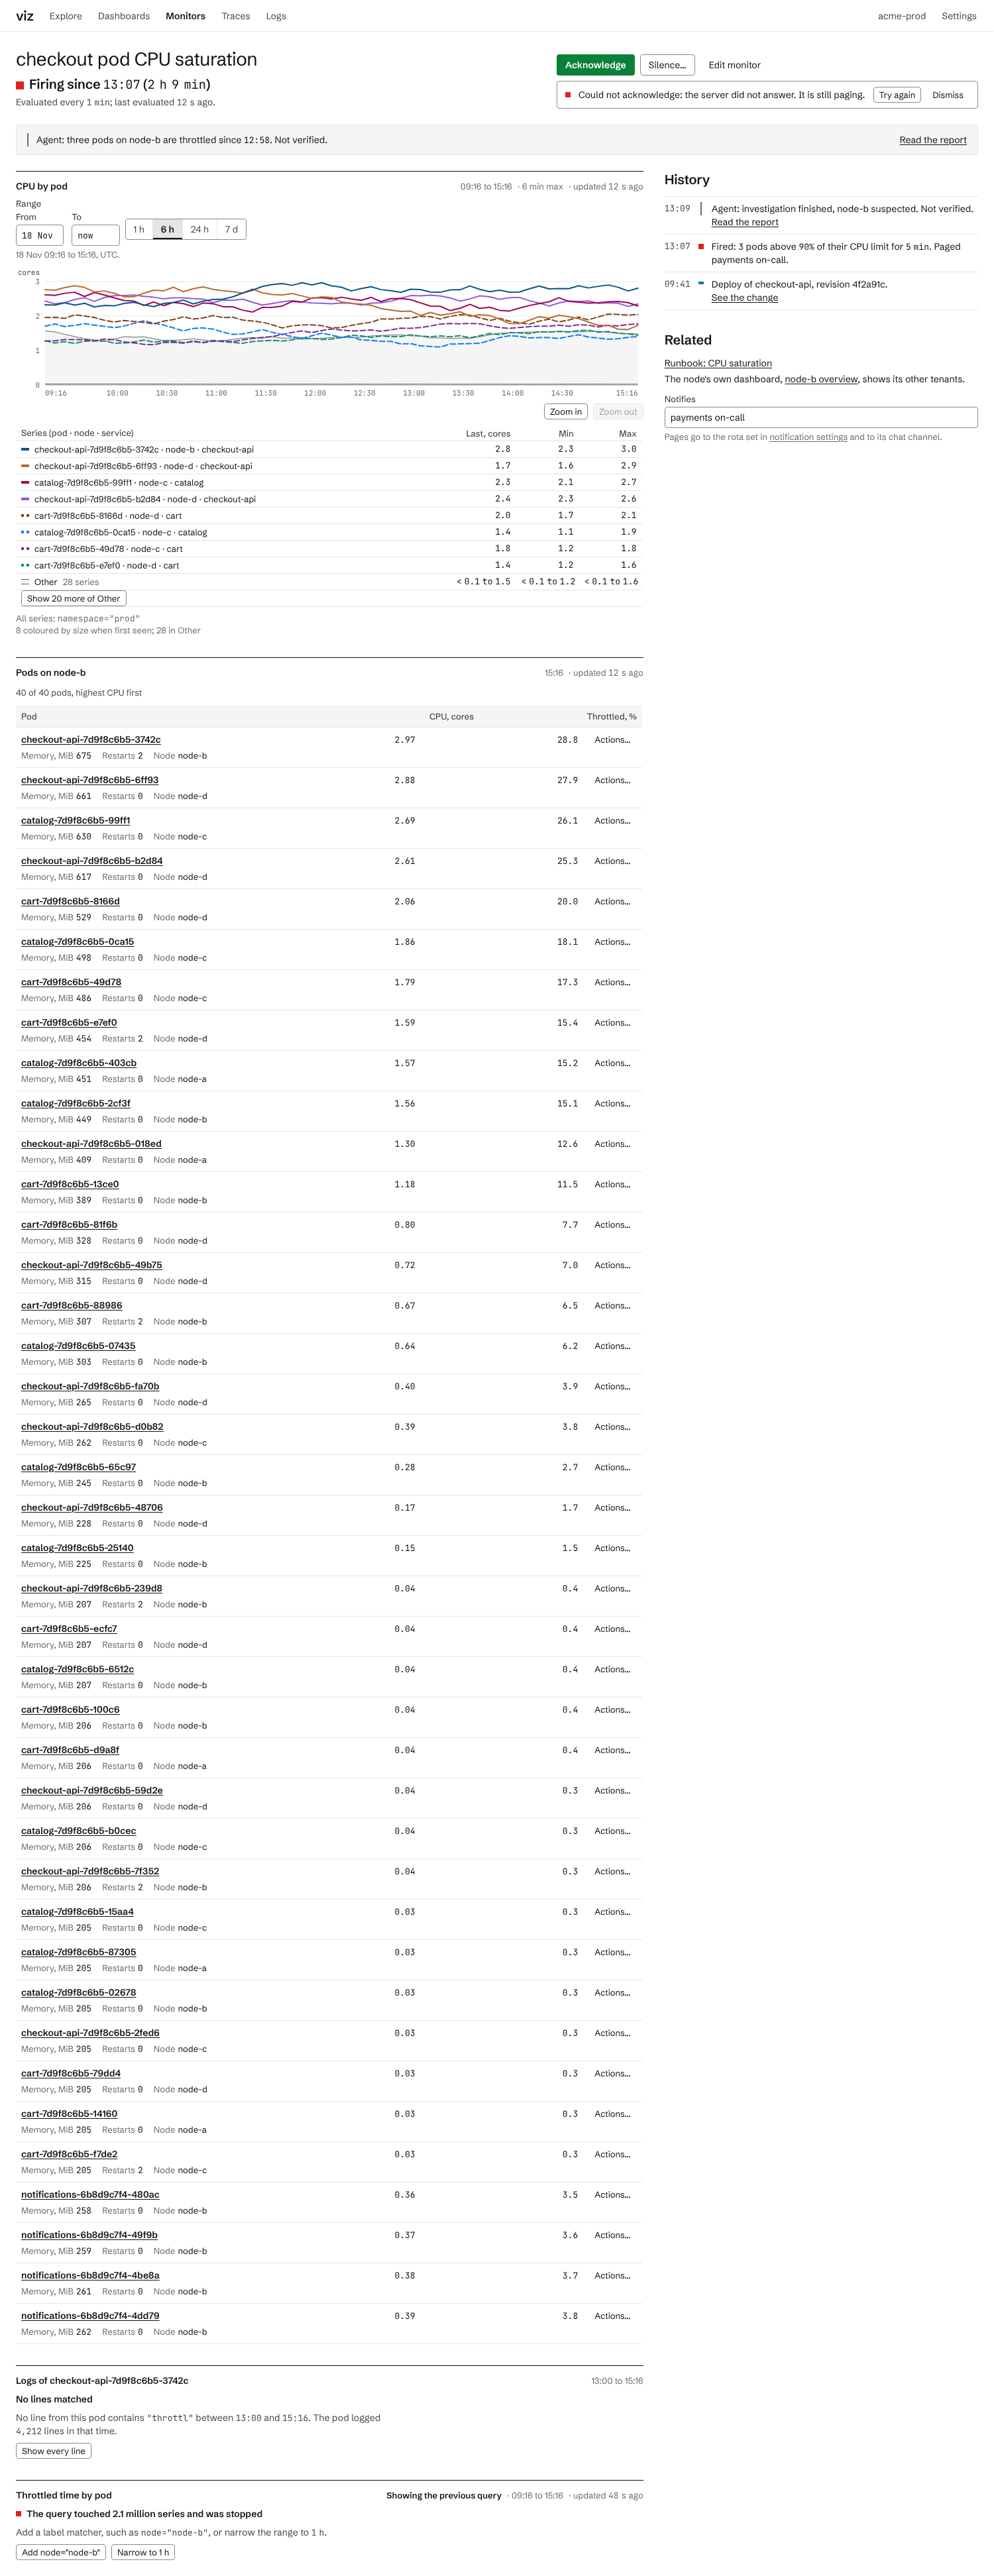 viz Explore Dashboards Monitors Traces Logs acme-prod Settings
checkout pod CPU saturation
Firing since 13:07 (2 h 9 min)
Evaluated every 1 min; last evaluated 12 s ago.
Acknowledge Silence... Edit monitor
Could not acknowledge: the server did not answer. It is still paging. Try again Dismiss
Agent: three pods on node-b are throttled since 12:58. Not verified. Read the report
CPU by pod 09:16 to 15:16 · 6 min max · updated 12 s ago
Range
From To
18 Nov now 1 h 6 h 24 h 7 d
18 Nov 09:16 to 15:16, UTC.
cores
3
2
1
0
09:16 10:00 10:30 11:00 11:30 12:00 12:30 13:00 13:30 14:00 14:30 15:16
Zoom in Zoom out
Series (pod · node · service) Last, cores Min Max
checkout-api-7d9f8c6b5-3742c · node-b · checkout-api 2.8 2.3 3.0
checkout-api-7d9f8c6b5-6ff93 · node-d · checkout-api 1.7 1.6 2.9
catalog-7d9f8c6b5-99ff1 · node-c · catalog 2.3 2.1 2.7
checkout-api-7d9f8c6b5-b2d84 · node-d · checkout-api 2.4 2.3 2.6
cart-7d9f8c6b5-8166d · node-d · cart 2.0 1.7 2.1
catalog-7d9f8c6b5-0ca15 · node-c · catalog 1.4 1.1 1.9
cart-7d9f8c6b5-49d78 · node-c · cart 1.8 1.2 1.8
cart-7d9f8c6b5-e7ef0 · node-d · cart 1.4 1.2 1.6
Other 28 series < 0.1 to 1.5 < 0.1 to 1.2 < 0.1 to 1.6
Show 20 more of Other
All series: namespace="prod"
8 coloured by size when first seen; 28 in Other
History
13:09 Agent: investigation finished, node-b suspected. Not verified.
Read the report
13:07 Fired: 3 pods above 90% of their CPU limit for 5 min. Paged
payments on-call.
09:41 Deploy of checkout-api, revision 4f2a91c.
See the change
Related
Runbook: CPU saturation
The node's own dashboard, node-b overview, shows its other tenants.
Notifies
payments on-call
Pages go to the rota set in notification settings and to its chat channel.
Pods on node-b 15:16 · updated 12 s ago
40 of 40 pods, highest CPU first
Pod CPU, cores Throttled, %
checkout-api-7d9f8c6b5-3742c 2.97 28.8 Actions...
Memory, MiB 675 Restarts 2 Node node-b
checkout-api-7d9f8c6b5-6ff93 2.88 27.9 Actions...
Memory, MiB 661 Restarts 0 Node node-d
catalog-7d9f8c6b5-99ff1 2.69 26.1 Actions...
Memory, MiB 630 Restarts 0 Node node-c
checkout-api-7d9f8c6b5-b2d84 2.61 25.3 Actions...
Memory, MiB 617 Restarts 0 Node node-d
cart-7d9f8c6b5-8166d 2.06 20.0 Actions...
Memory, MiB 529 Restarts 0 Node node-d
catalog-7d9f8c6b5-0ca15 1.86 18.1 Actions...
Memory, MiB 498 Restarts 0 Node node-c
cart-7d9f8c6b5-49d78 1.79 17.3 Actions...
Memory, MiB 486 Restarts 0 Node node-c
cart-7d9f8c6b5-e7ef0 1.59 15.4 Actions...
Memory, MiB 454 Restarts 2 Node node-d
catalog-7d9f8c6b5-403cb 1.57 15.2 Actions...
Memory, MiB 451 Restarts 0 Node node-a
catalog-7d9f8c6b5-2cf3f 1.56 15.1 Actions...
Memory, MiB 449 Restarts 0 Node node-b
checkout-api-7d9f8c6b5-018ed 1.30 12.6 Actions...
Memory, MiB 409 Restarts 0 Node node-a
cart-7d9f8c6b5-13ce0 1.18 11.5 Actions...
Memory, MiB 389 Restarts 0 Node node-b
cart-7d9f8c6b5-81f6b 0.80 7.7 Actions...
Memory, MiB 328 Restarts 0 Node node-d
checkout-api-7d9f8c6b5-49b75 0.72 7.0 Actions...
Memory, MiB 315 Restarts 0 Node node-d
cart-7d9f8c6b5-88986 0.67 6.5 Actions...
Memory, MiB 307 Restarts 2 Node node-b
catalog-7d9f8c6b5-07435 0.64 6.2 Actions...
Memory, MiB 303 Restarts 0 Node node-b
checkout-api-7d9f8c6b5-fa70b 0.40 3.9 Actions...
Memory, MiB 265 Restarts 0 Node node-d
checkout-api-7d9f8c6b5-d0b82 0.39 3.8 Actions...
Memory, MiB 262 Restarts 0 Node node-c
catalog-7d9f8c6b5-65c97 0.28 2.7 Actions...
Memory, MiB 245 Restarts 0 Node node-b
checkout-api-7d9f8c6b5-48706 0.17 1.7 Actions...
Memory, MiB 228 Restarts 0 Node node-d
catalog-7d9f8c6b5-25140 0.15 1.5 Actions...
Memory, MiB 225 Restarts 0 Node node-b
checkout-api-7d9f8c6b5-239d8 0.04 0.4 Actions...
Memory, MiB 207 Restarts 2 Node node-b
cart-7d9f8c6b5-ecfc7 0.04 0.4 Actions...
Memory, MiB 207 Restarts 0 Node node-d
catalog-7d9f8c6b5-6512c 0.04 0.4 Actions...
Memory, MiB 207 Restarts 0 Node node-b
cart-7d9f8c6b5-100c6 0.04 0.4 Actions...
Memory, MiB 206 Restarts 0 Node node-b
cart-7d9f8c6b5-d9a8f 0.04 0.4 Actions...
Memory, MiB 206 Restarts 0 Node node-a
checkout-api-7d9f8c6b5-59d2e 0.04 0.3 Actions...
Memory, MiB 206 Restarts 0 Node node-d
catalog-7d9f8c6b5-b0cec 0.04 0.3 Actions...
Memory, MiB 206 Restarts 0 Node node-c
checkout-api-7d9f8c6b5-7f352 0.04 0.3 Actions...
Memory, MiB 206 Restarts 2 Node node-b
catalog-7d9f8c6b5-15aa4 0.03 0.3 Actions...
Memory, MiB 205 Restarts 0 Node node-c
catalog-7d9f8c6b5-87305 0.03 0.3 Actions...
Memory, MiB 205 Restarts 0 Node node-a
catalog-7d9f8c6b5-02678 0.03 0.3 Actions...
Memory, MiB 205 Restarts 0 Node node-b
checkout-api-7d9f8c6b5-2fed6 0.03 0.3 Actions...
Memory, MiB 205 Restarts 0 Node node-c
cart-7d9f8c6b5-79dd4 0.03 0.3 Actions...
Memory, MiB 205 Restarts 0 Node node-d
cart-7d9f8c6b5-14160 0.03 0.3 Actions...
Memory, MiB 205 Restarts 0 Node node-a
cart-7d9f8c6b5-f7de2 0.03 0.3 Actions...
Memory, MiB 205 Restarts 2 Node node-c
notifications-6b8d9c7f4-480ac 0.36 3.5 Actions...
Memory, MiB 258 Restarts 0 Node node-b
notifications-6b8d9c7f4-49f9b 0.37 3.6 Actions...
Memory, MiB 259 Restarts 0 Node node-b
notifications-6b8d9c7f4-4be8a 0.38 3.7 Actions...
Memory, MiB 261 Restarts 0 Node node-b
notifications-6b8d9c7f4-4dd79 0.39 3.8 Actions...
Memory, MiB 262 Restarts 0 Node node-b
Logs of checkout-api-7d9f8c6b5-3742c 13:00 to 15:16
No lines matched
No line from this pod contains "throttl" between 13:00 and 15:16. The pod logged
4,212 lines in that time.
Show every line
Throttled time by pod Showing the previous query · 09:16 to 15:16 · updated 48 s ago
The query touched 2.1 million series and was stopped
Add a label matcher, such as node="node-b", or narrow the range to 1 h.
Add node="node-b" Narrow to 1 h